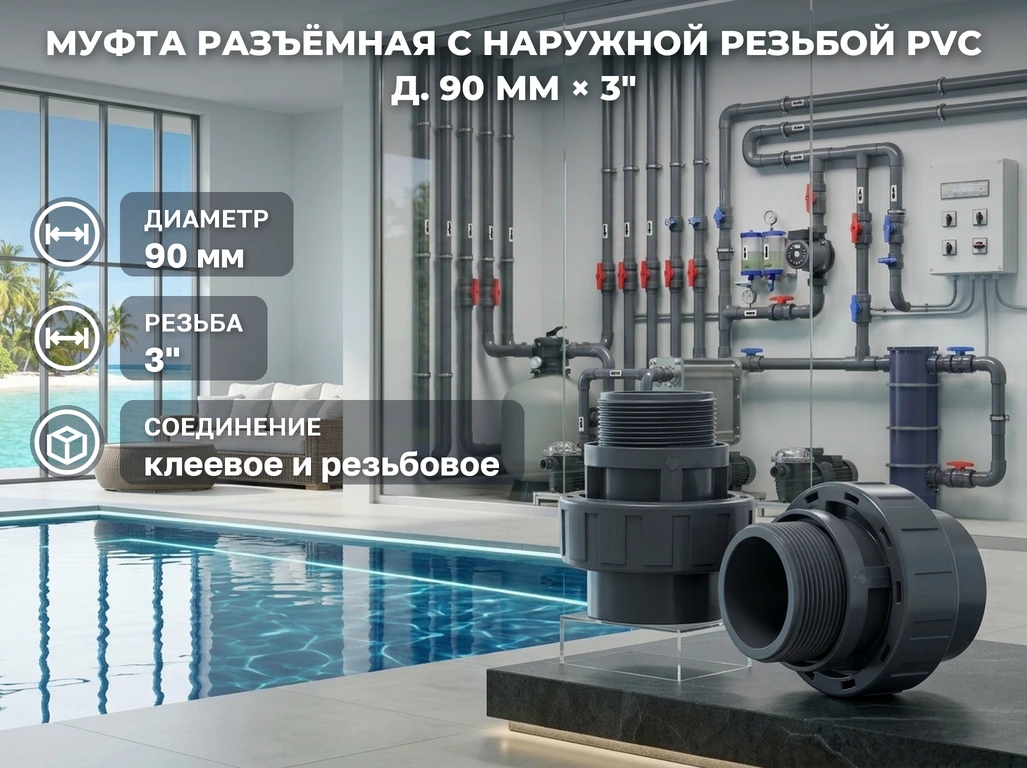 МУФТА РАЗЪЁМНАЯ С НАРУЖНОЙ РЕЗЬБОЙ PVC
Д. 90 ММ × 3"
ДИАМЕТР
90 мм
РЕЗЬБА
3"
СОЕДИНЕНИЕ
клеевое и резьбовое